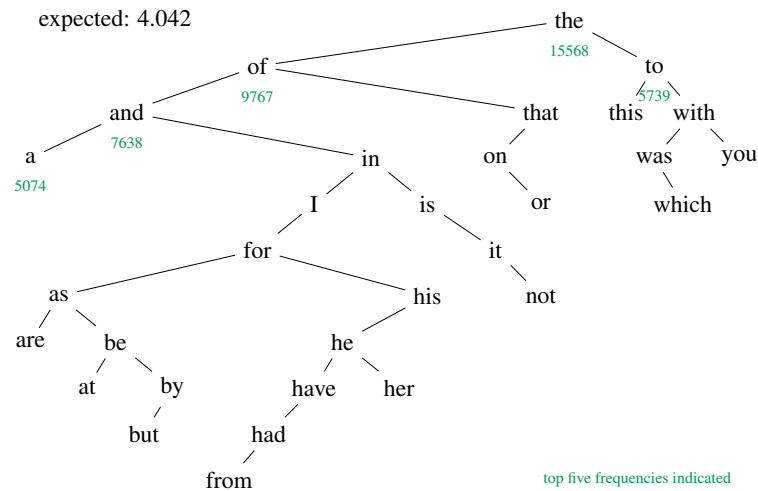 expected: 4.042
the
15568
of to
9767 5739
and that this with
7638
a in on was you
5074
I is or which
for it
as his not
are be he
at by have her
but had
from
top five frequencies indicated